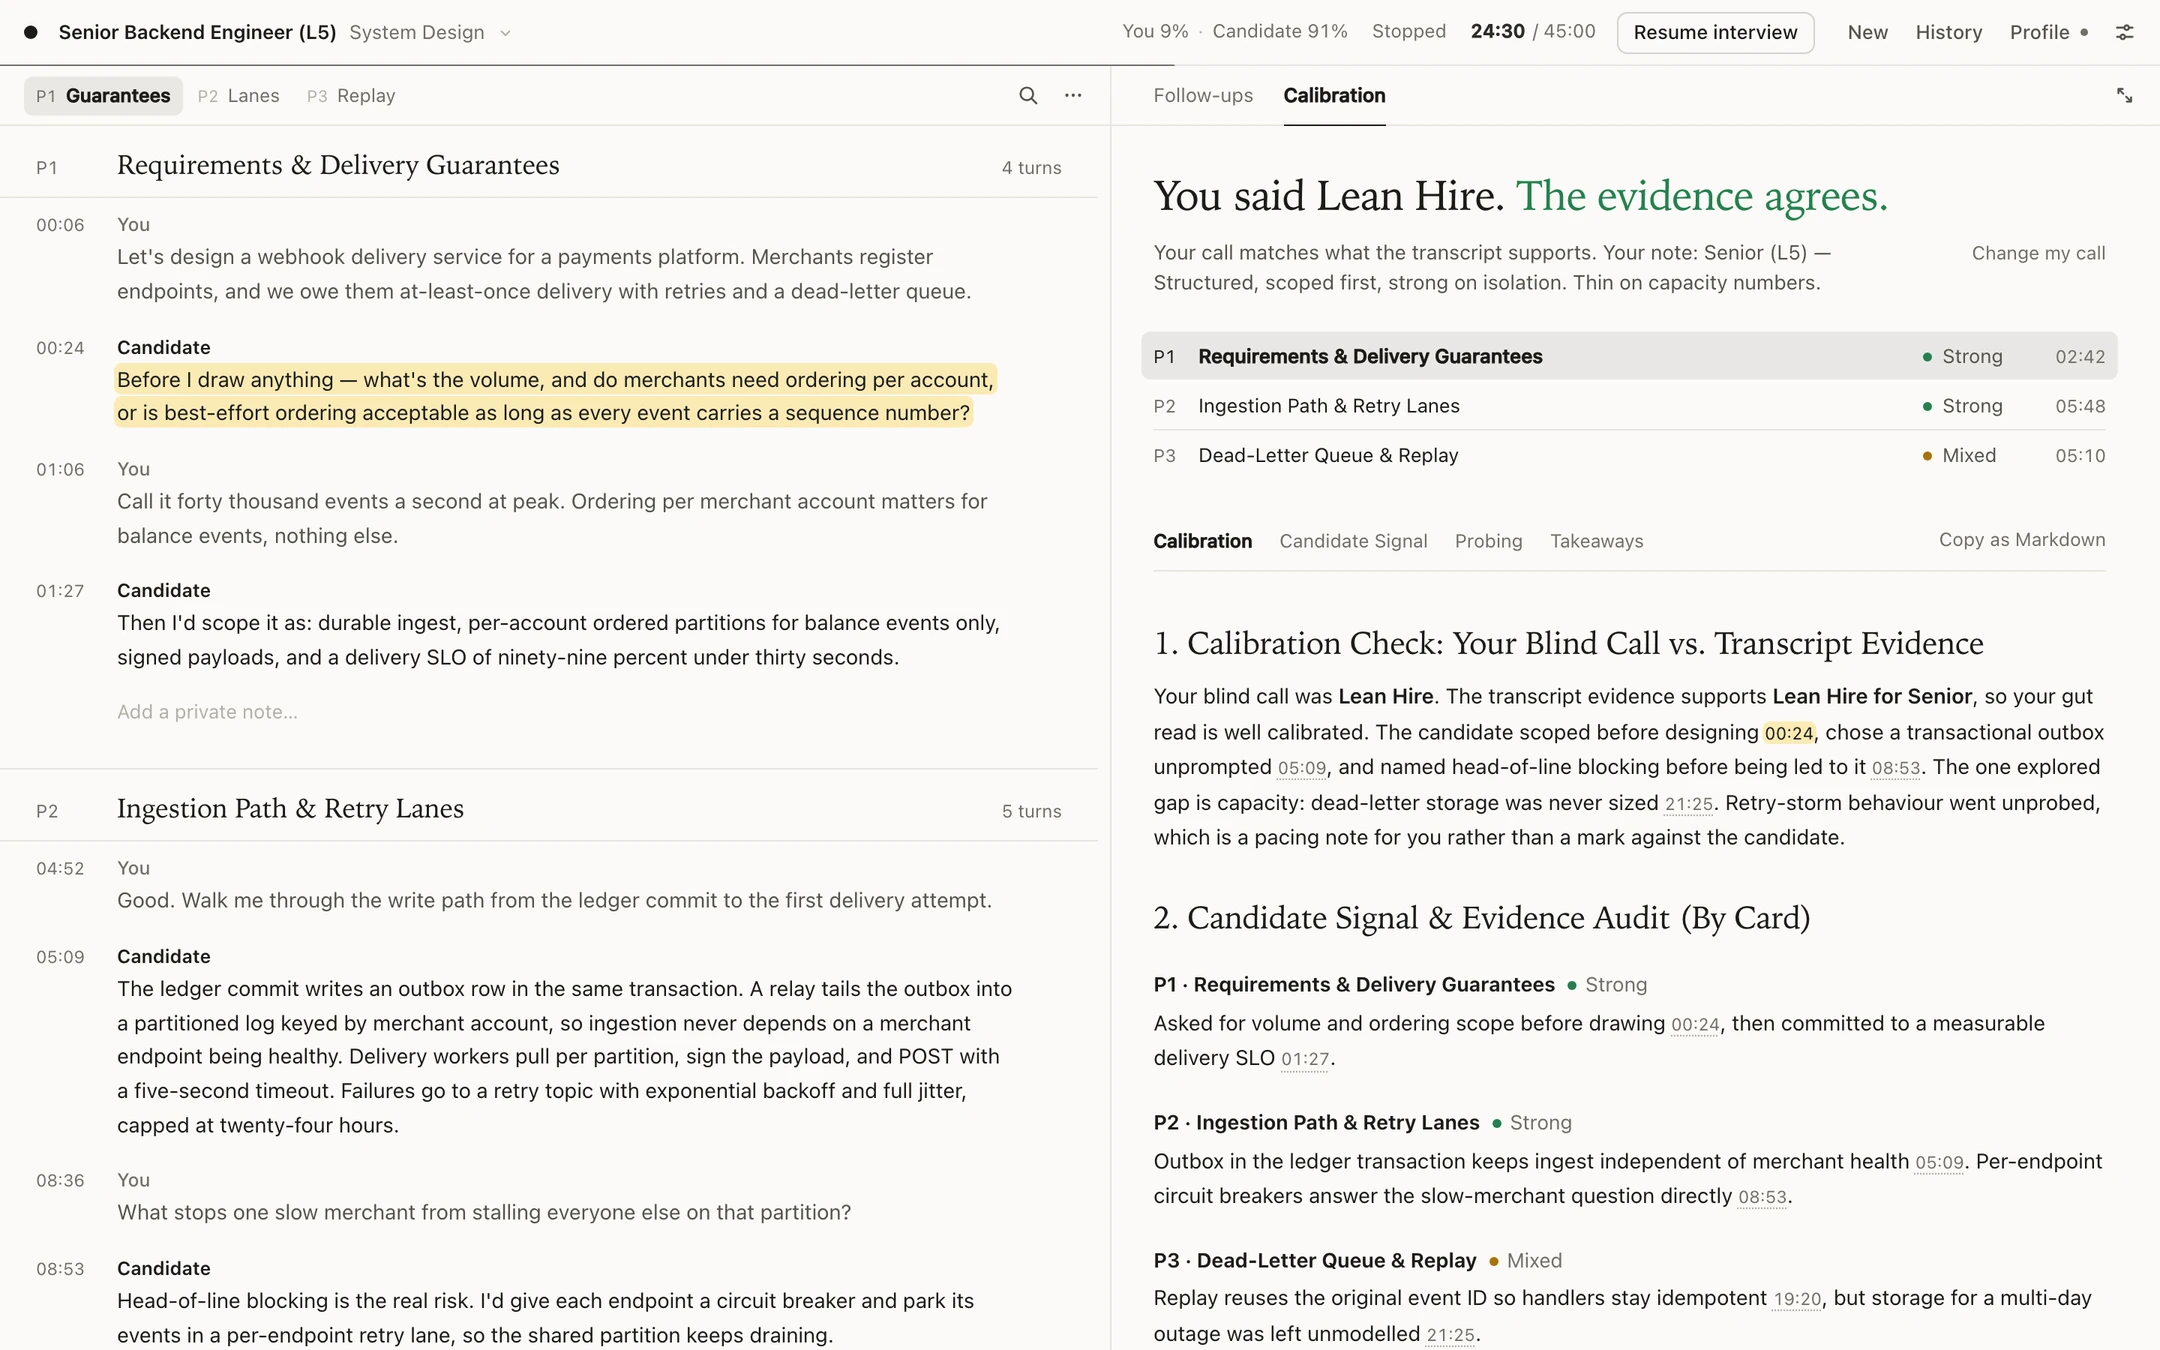 Senior Backend Engineer (L5) System Design
You 9% · Candidate 91% Stopped 24:30 / 45:00 Resume interview New History Profile
P1 Guarantees P2 Lanes P3 Replay
P1 Requirements & Delivery Guarantees 4 turns
00:06 You
Let's design a webhook delivery service for a payments platform. Merchants register
endpoints, and we owe them at-least-once delivery with retries and a dead-letter queue.
00:24 Candidate
Before I draw anything — what's the volume, and do merchants need ordering per account,
or is best-effort ordering acceptable as long as every event carries a sequence number?
01:06 You
Call it forty thousand events a second at peak. Ordering per merchant account matters for
balance events, nothing else.
01:27 Candidate
Then I'd scope it as: durable ingest, per-account ordered partitions for balance events only,
signed payloads, and a delivery SLO of ninety-nine percent under thirty seconds.
Add a private note...
P2 Ingestion Path & Retry Lanes 5 turns
04:52 You
Good. Walk me through the write path from the ledger commit to the first delivery attempt.
05:09 Candidate
The ledger commit writes an outbox row in the same transaction. A relay tails the outbox into
a partitioned log keyed by merchant account, so ingestion never depends on a merchant
endpoint being healthy. Delivery workers pull per partition, sign the payload, and POST with
a five-second timeout. Failures go to a retry topic with exponential backoff and full jitter,
capped at twenty-four hours.
08:36 You
What stops one slow merchant from stalling everyone else on that partition?
08:53 Candidate
Head-of-line blocking is the real risk. I'd give each endpoint a circuit breaker and park its
events in a per-endpoint retry lane, so the shared partition keeps draining.
Follow-ups Calibration
You said Lean Hire. The evidence agrees.
Your call matches what the transcript supports. Your note: Senior (L5) — Change my call
Structured, scoped first, strong on isolation. Thin on capacity numbers.
P1 Requirements & Delivery Guarantees Strong 02:42
P2 Ingestion Path & Retry Lanes Strong 05:48
P3 Dead-Letter Queue & Replay Mixed 05:10
Calibration Candidate Signal Probing Takeaways Copy as Markdown
1. Calibration Check: Your Blind Call vs. Transcript Evidence
Your blind call was Lean Hire. The transcript evidence supports Lean Hire for Senior, so your gut
read is well calibrated. The candidate scoped before designing 00:24, chose a transactional outbox
unprompted 05:09, and named head-of-line blocking before being led to it 08:53. The one explored
gap is capacity: dead-letter storage was never sized 21:25. Retry-storm behaviour went unprobed,
which is a pacing note for you rather than a mark against the candidate.
2. Candidate Signal & Evidence Audit (By Card)
P1 · Requirements & Delivery Guarantees Strong
Asked for volume and ordering scope before drawing 00:24, then committed to a measurable
delivery SLO 01:27.
P2 · Ingestion Path & Retry Lanes Strong
Outbox in the ledger transaction keeps ingest independent of merchant health 05:09. Per-endpoint
circuit breakers answer the slow-merchant question directly 08:53.
P3 · Dead-Letter Queue & Replay Mixed
Replay reuses the original event ID so handlers stay idempotent 19:20, but storage for a multi-day
outage was left unmodelled 21:25.